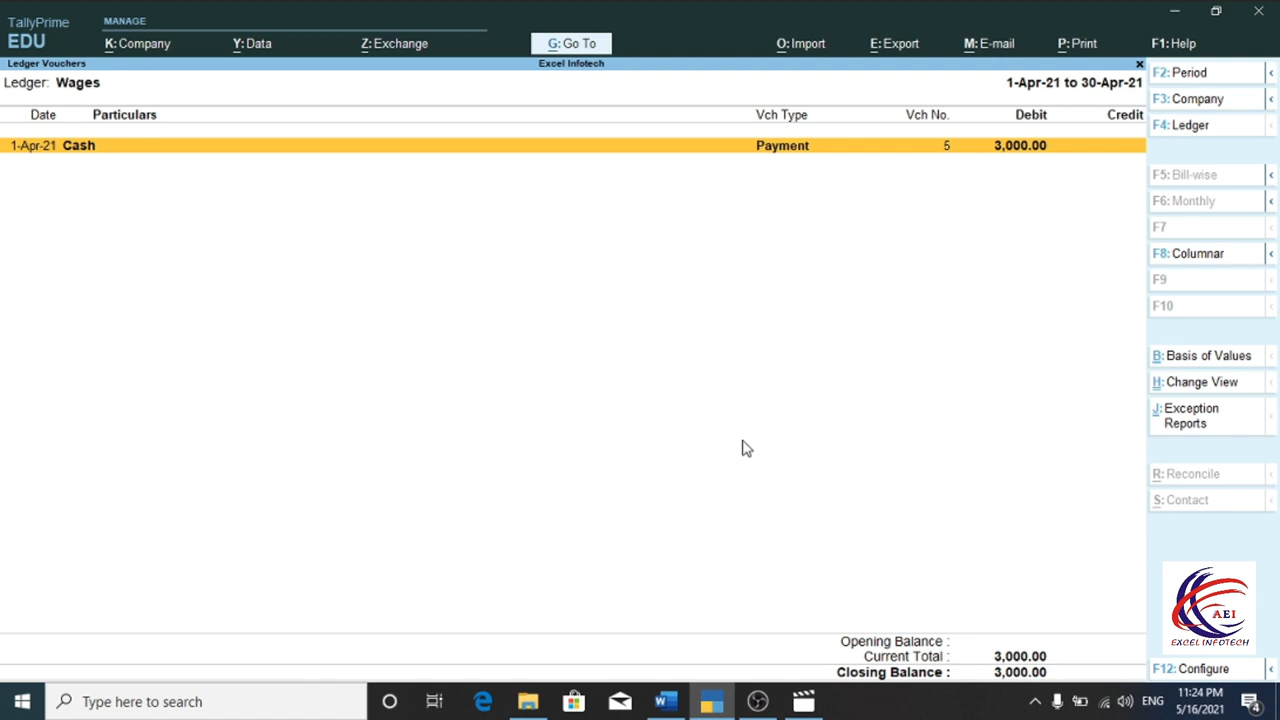 TallyPrime
EDU
MANAGE
K: Company
Y: Data
Z: Exchange
G: Go To
O: Import
E: Export
M: E-mail
P: Print
F1: Help
Ledger Vouchers
Excel Infotech
Ledger: Wages
1-Apr-21 to 30-Apr-21
Date Particulars Vch Type Vch No. Debit Credit
1-Apr-21 Cash Payment 5 3,000.00
Opening Balance :
Current Total : 3,000.00
Closing Balance : 3,000.00
F2: Period
F3: Company
F4: Ledger
F5: Bill-wise
F6: Monthly
F7
F8: Columnar
F9
F10
B: Basis of Values
H: Change View
J: Exception
Reports
R: Reconcile
S: Contact
AEI
EXCEL INFOTECH
F12: Configure
Type here to search
ENG
11:24 PM
5/16/2021
4